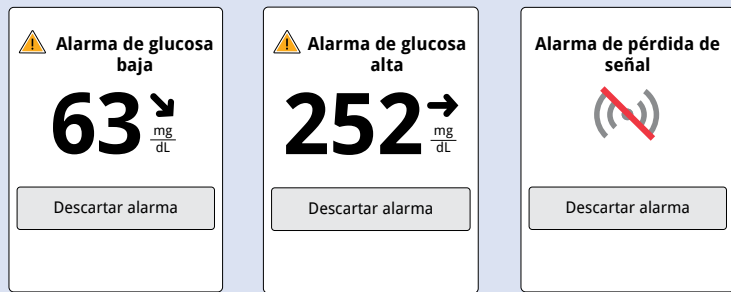 Alarma de glucosa
baja
63
mg
dL
Descartar alarma
Alarma de glucosa
alta
252
mg
dL
Descartar alarma
Alarma de pérdida de
señal
Descartar alarma